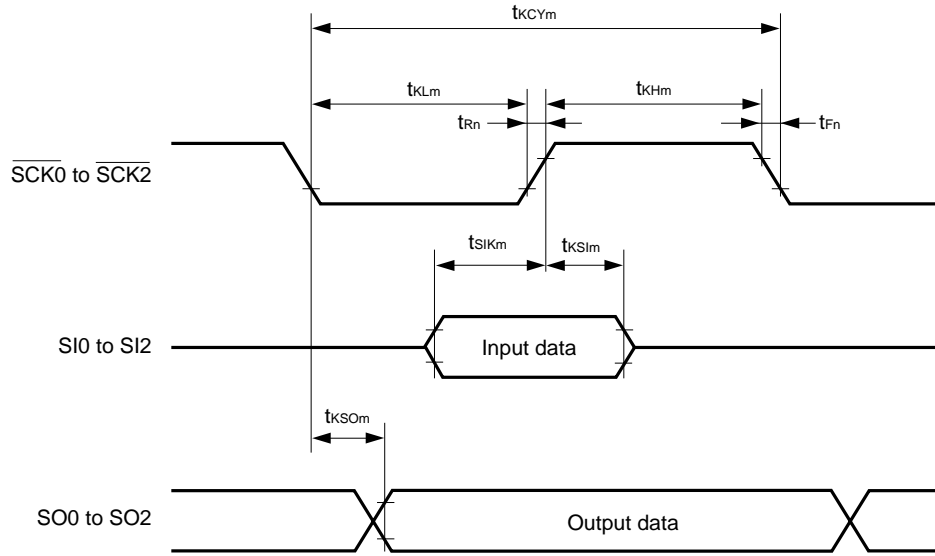 tKCYm
tKLm
tKHm
tRn
tFn
SCK0 to SCK2
tSIKm
tKSIm
SI0 to SI2
Input data
tKSOm
SO0 to SO2
Output data